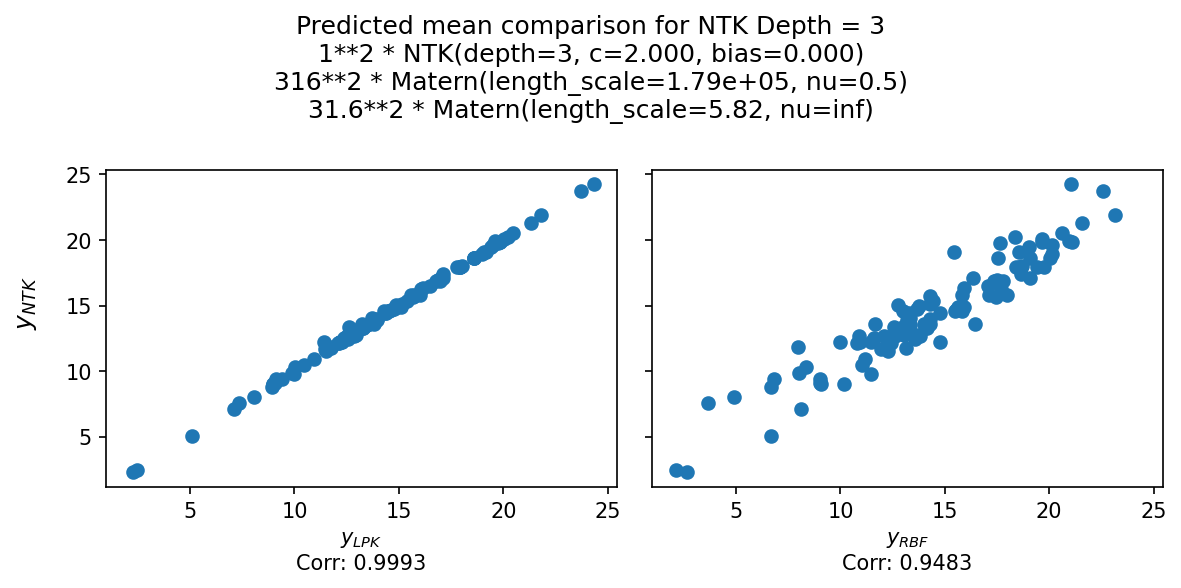 Predicted mean comparison for NTK Depth = 3
1**2 * NTK(depth=3, c=2.000, bias=0.000)
316**2 * Matern(length_scale=1.79e+05, nu=0.5)
31.6**2 * Matern(length_scale=5.82, nu=inf)
25
20
15
10
5
y_NTK
5 10 15 20 25
y_LPK
Corr: 0.9993
5 10 15 20 25
y_RBF
Corr: 0.9483